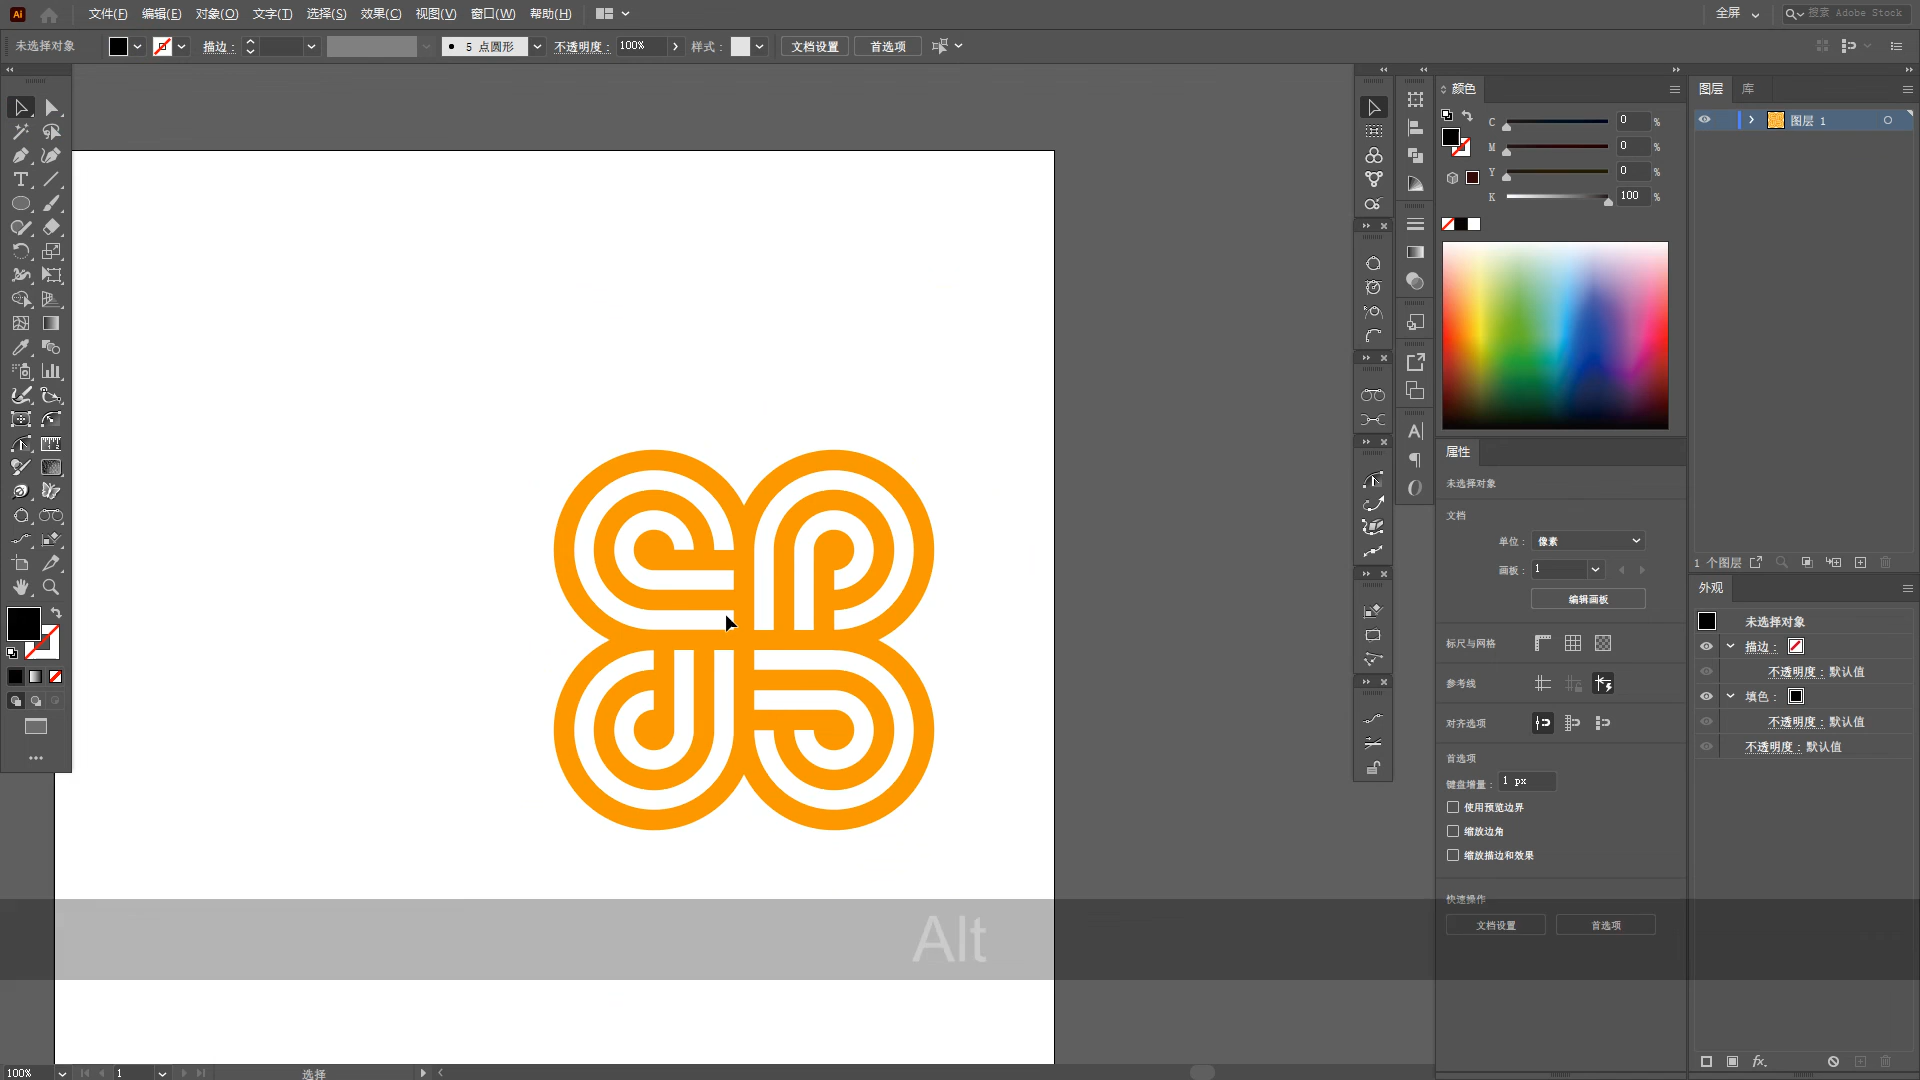 Ai 文件(F) 编辑(E) 对象(O) 文字(T) 选择(S) 效果(C) 视图(V) 窗口(W) 帮助(H) 全屏 搜索 Adobe Stock
未选择对象 描边： 5 点圆形 不透明度： 100% 样式： 文档设置 首选项
颜色
C 0 %
M 0 %
Y 0 %
K 100 %
属性
未选择对象
文档
单位： 像素
画板： 1
编辑画板
标尺与网格
参考线
对齐选项
首选项
键盘增量： 1 px
使用预览边界
缩放边角
缩放描边和效果
快速操作
文档设置 首选项
图层 库
图层 1
1 个图层
外观
未选择对象
描边：
不透明度： 默认值
填色：
不透明度： 默认值
不透明度： 默认值
fx
Alt
100% 1 选择